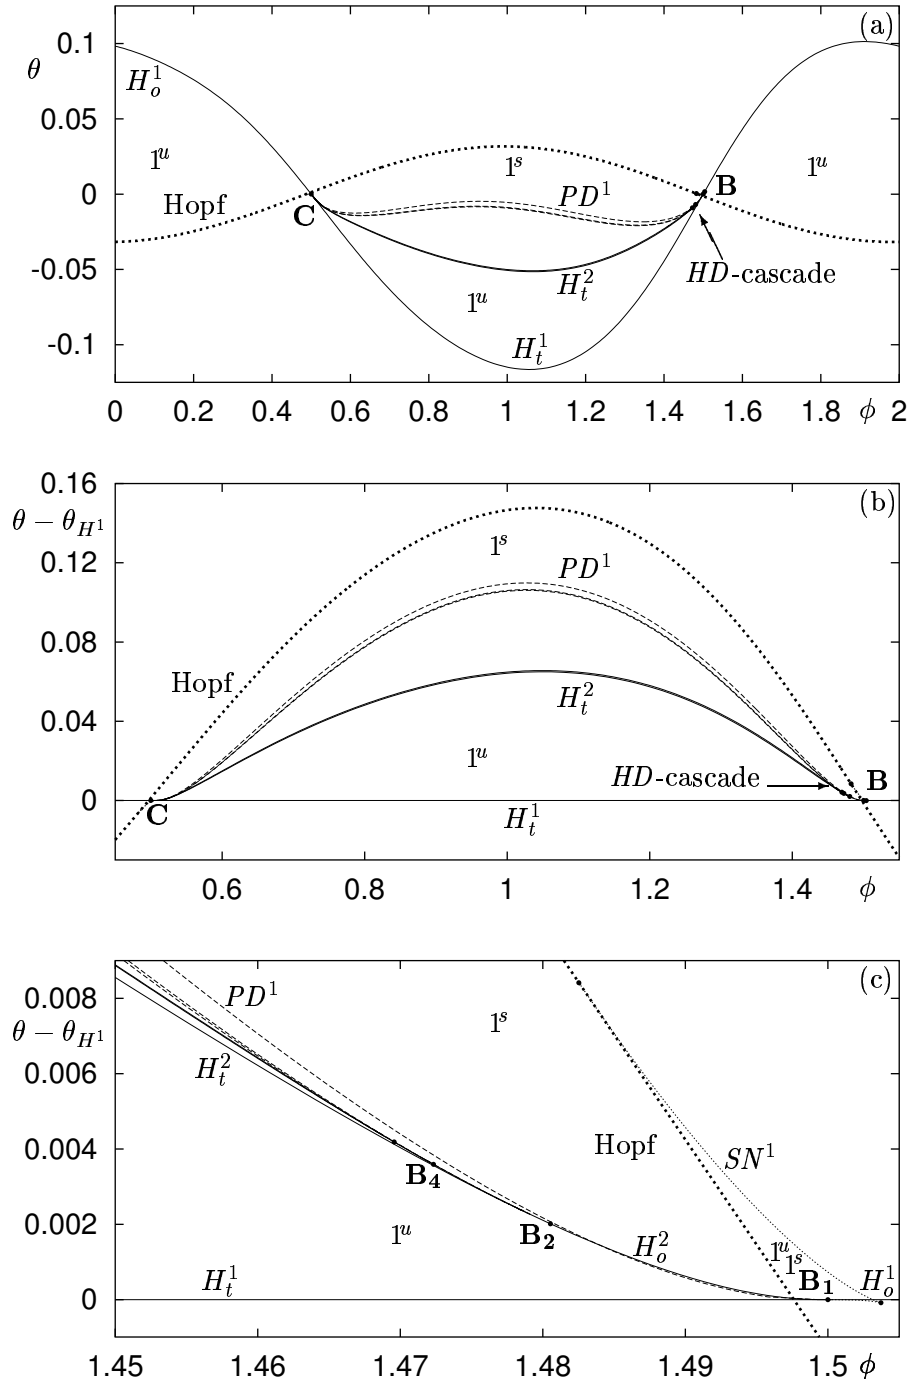 (a)
0.1
θ
H_o^1
0.05
1^u
1^s
1^u
0
Hopf
PD^1
B
C
-0.05
HD-cascade
H_t^2
1^u
-0.1
H_t^1
0 0.2 0.4 0.6 0.8 1 1.2 1.4 1.6 1.8 ϕ 2
0.16
(b)
θ − θ_{H^1}
0.12
1^s
PD^1
0.08
Hopf
0.04
H_t^2
1^u
HD-cascade
B
0
C
H_t^1
0.6 0.8 1 1.2 1.4 ϕ
(c)
0.008
PD^1
1^s
θ − θ_{H^1}
0.006
H_t^2
0.004
Hopf
SN^1
B_4
0.002
1^u
B_2
H_o^2
1^u
1^s
H_t^1
B_1
H_o^1
0
1.45 1.46 1.47 1.48 1.49 1.5 ϕ